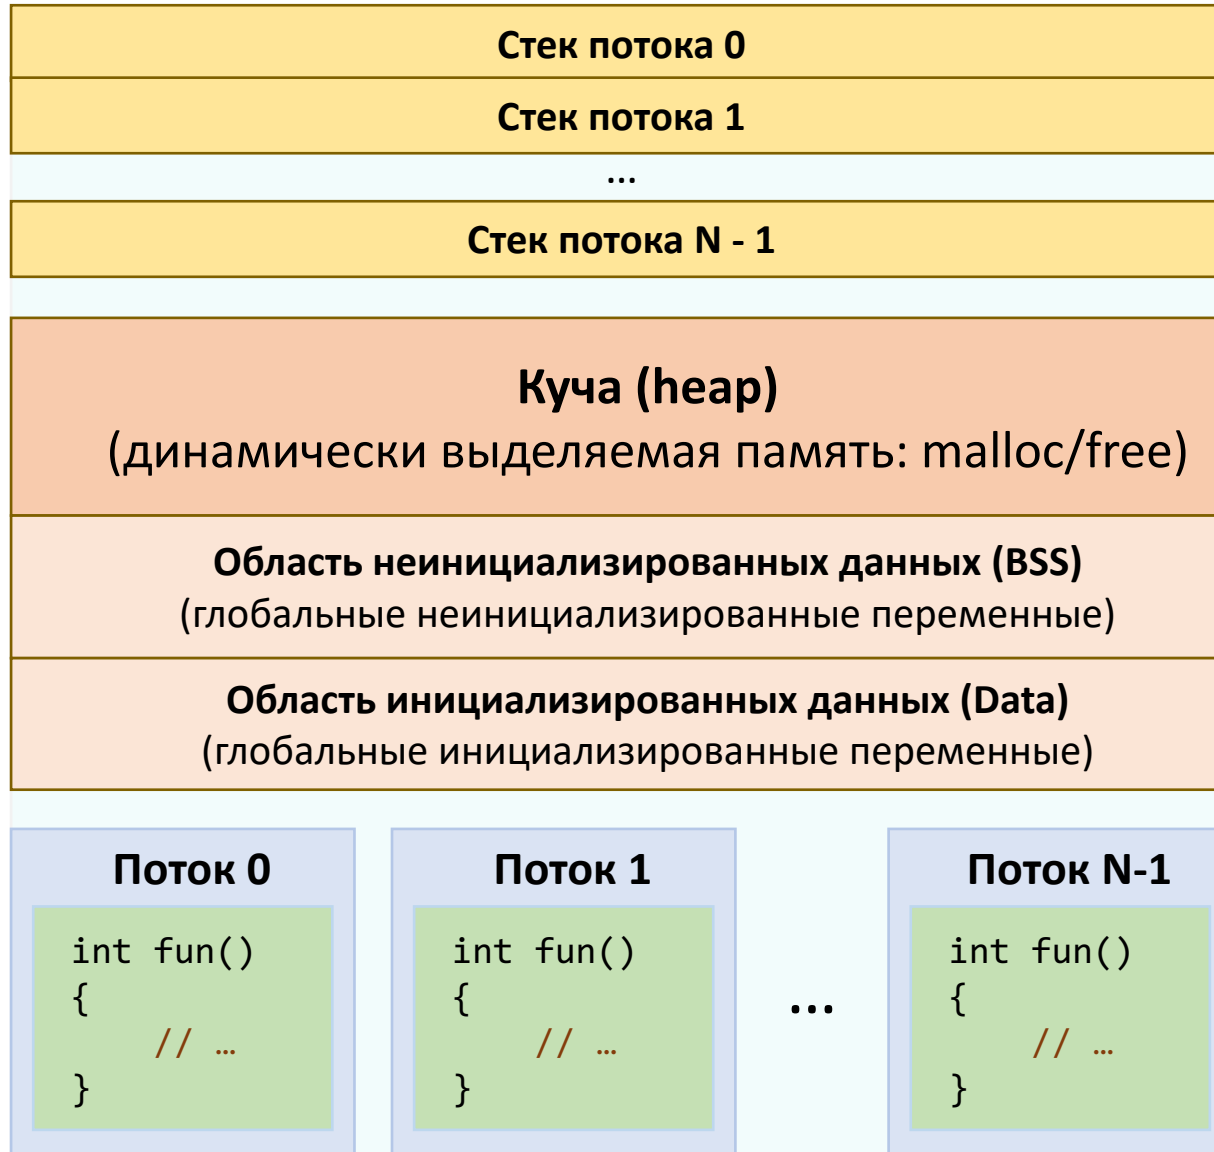 Стек потока 0
Стек потока 1
...
Стек потока N - 1
Куча (heap)
(динамически выделяемая память: malloc/free)
Область неинициализированных данных (BSS)
(глобальные неинициализированные переменные)
Область инициализированных данных (Data)
(глобальные инициализированные переменные)
Поток 0
int fun()
{
// …
}
Поток 1
int fun()
{
// …
}
...
Поток N-1
int fun()
{
// …
}